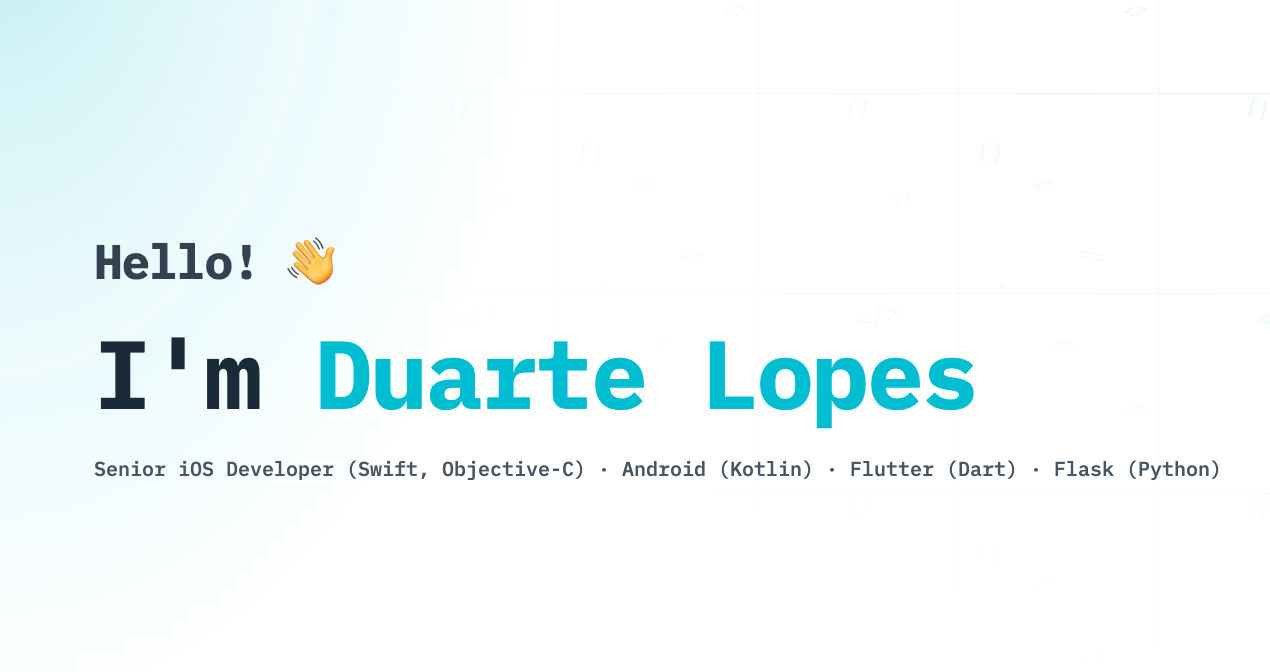 Hello! 👋
I'm Duarte Lopes
Senior iOS Developer (Swift, Objective-C) · Android (Kotlin) · Flutter (Dart) · Flask (Python)